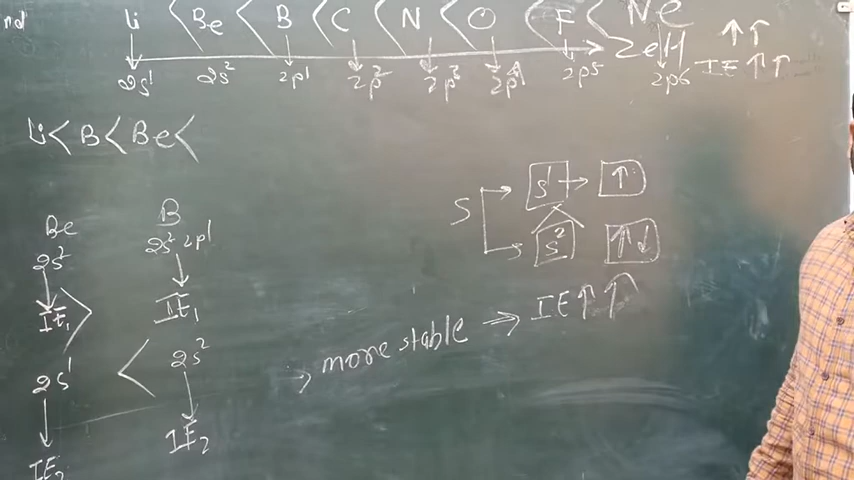 nd Li < Be < B < C < N < O < F < Ne
Zeff ↑↑
2s¹ 2s² 2p¹ 2p² 2p³ 2p⁴ 2p⁵ 2p⁶ IE ↑↑
Li < B < Be <
S → s¹ → ↑
s² ↑↓
Be B
2s² 2s² 2p¹
IE₁ > IE₁
→ more stable ⇒ IE ↑↑
2s¹ < 2s²
IE₂ IE₂